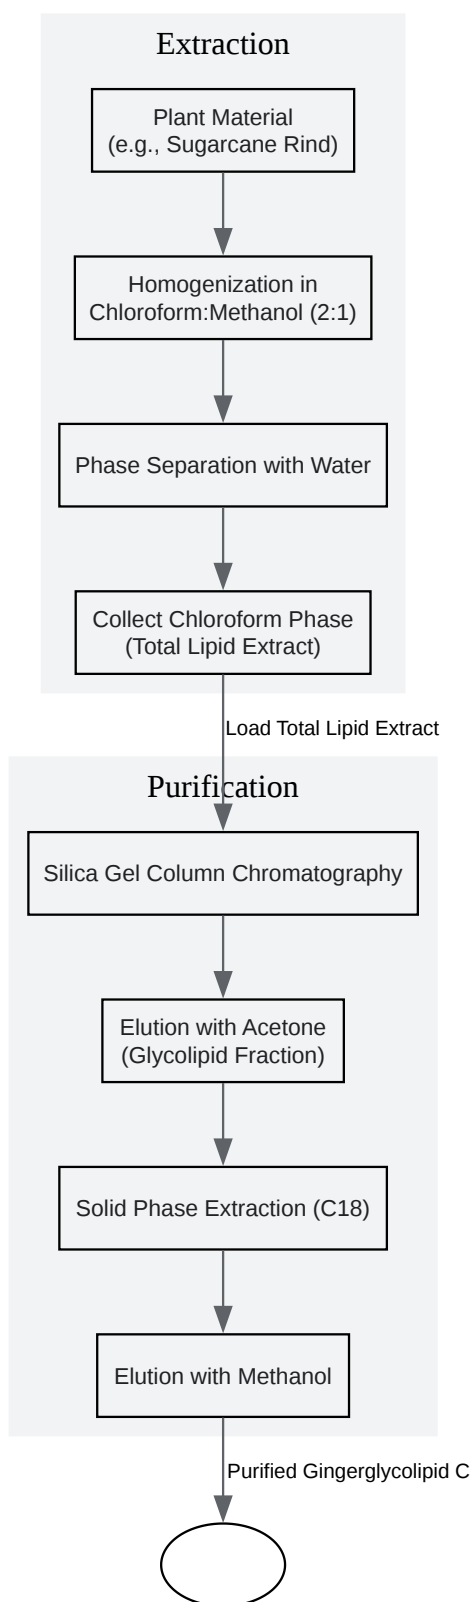 Extraction
Plant Material
(e.g., Sugarcane Rind)
Homogenization in
Chloroform:Methanol (2:1)
Phase Separation with Water
Collect Chloroform Phase
(Total Lipid Extract)
Load Total Lipid Extract
Purification
Silica Gel Column Chromatography
Elution with Acetone
(Glycolipid Fraction)
Solid Phase Extraction (C18)
Elution with Methanol
Purified Gingerglycolipid C